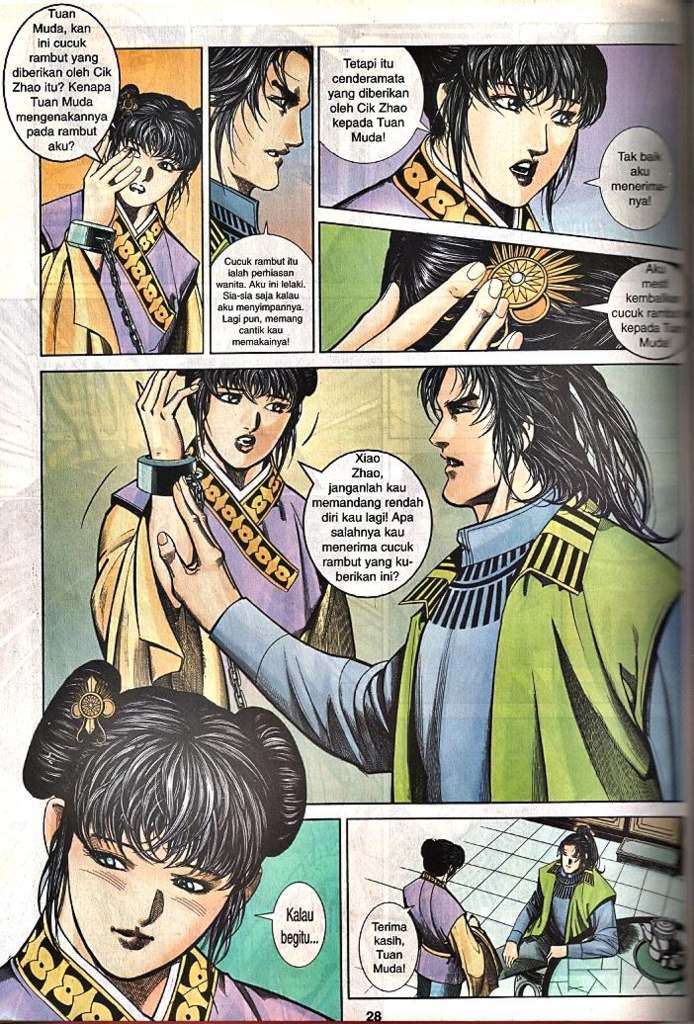 Tuan
Muda, kan
ini cucuk
rambut yang
diberikan oleh Cik
Zhao itu? Kenapa
Tuan Muda
mengenakannya
pada rambut
aku?
Cucuk rambut itu
ialah perhiasan
wanita. Aku ini lelaki.
Sia-sia saja kalau
aku menyimpannya.
Lagi pun, memang
cantik kau
memakainya!
Tetapi itu
cenderamata
yang diberikan
oleh Cik Zhao
kepada Tuan
Muda!
Tak baik
aku
menerima-
nya!
Aku
mesti
kembalikan
cucuk rambut
kepada Tuan
Muda!
Xiao
Zhao,
janganlah kau
memandang rendah
diri kau lagi! Apa
salahnya kau
menerima cucuk
rambut yang ku-
berikan ini?
Kalau
begitu...
Terima
kasih,
Tuan
Muda!
28